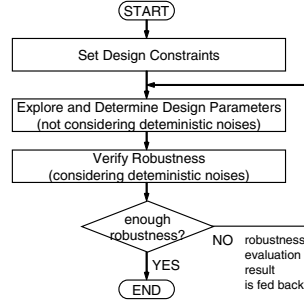 START
Set Design Constraints
Explore and Determine Design Parameters
(not considering deteministic noises)
Verify Robustness
(considering deteministic noises)
enough
robustness?
NO
robustness
evaluation
result
is fed back
YES
END